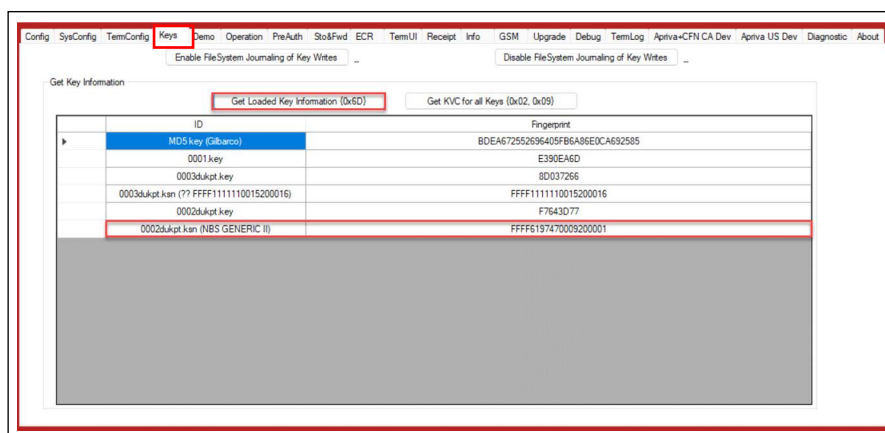 Config SysConfig TermConfig Keys Demo Operation PreAuth Sto&Fwd ECR TermUI Receipt Info GSM Upgrade Debug TermLog Apriva+CFN CA Dev Apriva US Dev Diagnostic About
Enable FileSystem Journaling of Key Writes _ Disable FileSystem Journaling of Key Writes _
Get Key Information
Get Loaded Key Information {0x6D} Get KVC for all Keys {0x02, 0x09}
ID Fingerprint
MD5 key (Gilbarco) BDEA672552696405FB6A86E0CA692585
0001.key E390EA6D
0003dukpt.key 8D037266
0003dukpt.ksn (?? FFFF1111110015200016) FFFF1111110015200016
0002dukpt.key F7643D77
0002dukpt.ksn (NBS GENERIC II) FFFF6197470009200001